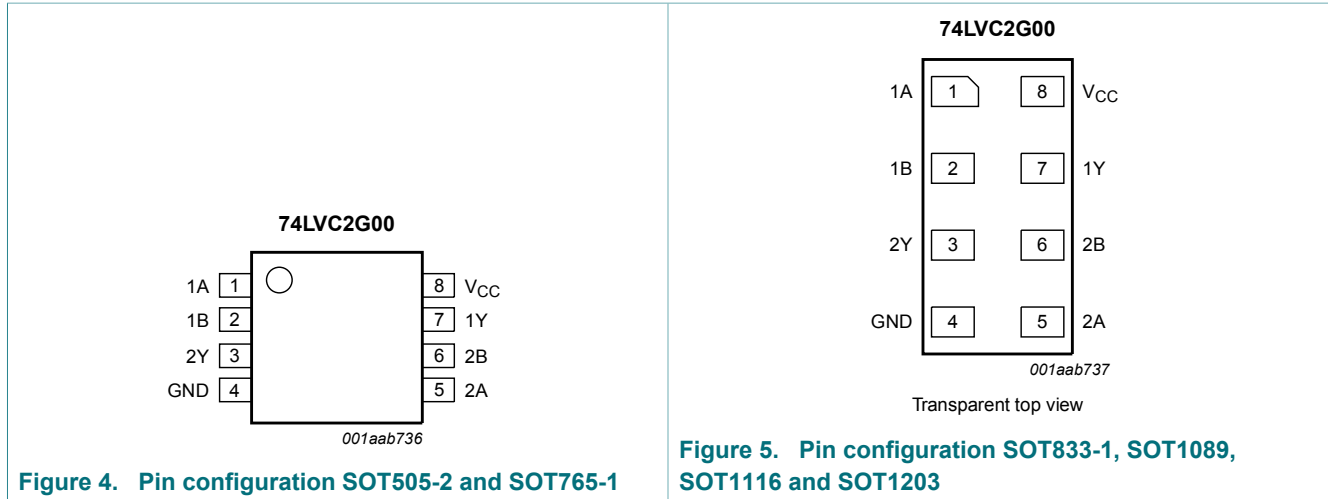 74LVC2G00
1A 1 8 VCC
1B 2 7 1Y
2Y 3 6 2B
GND 4 5 2A
001aab736
Figure 4. Pin configuration SOT505-2 and SOT765-1
74LVC2G00
1A 1 8 VCC
1B 2 7 1Y
2Y 3 6 2B
GND 4 5 2A
001aab737
Transparent top view
Figure 5. Pin configuration SOT833-1, SOT1089,
SOT1116 and SOT1203